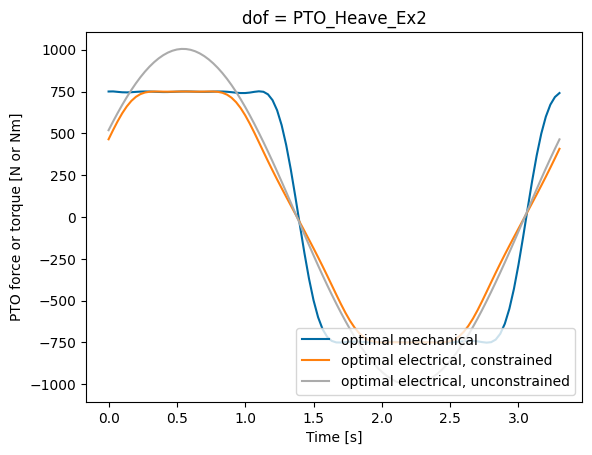 dof = PTO_Heave_Ex2
PTO force or torque [N or Nm]
1000
750
500
250
0
−250
−500
−750
−1000
optimal mechanical
optimal electrical, constrained
optimal electrical, unconstrained
0.0 0.5 1.0 1.5 2.0 2.5 3.0
Time [s]